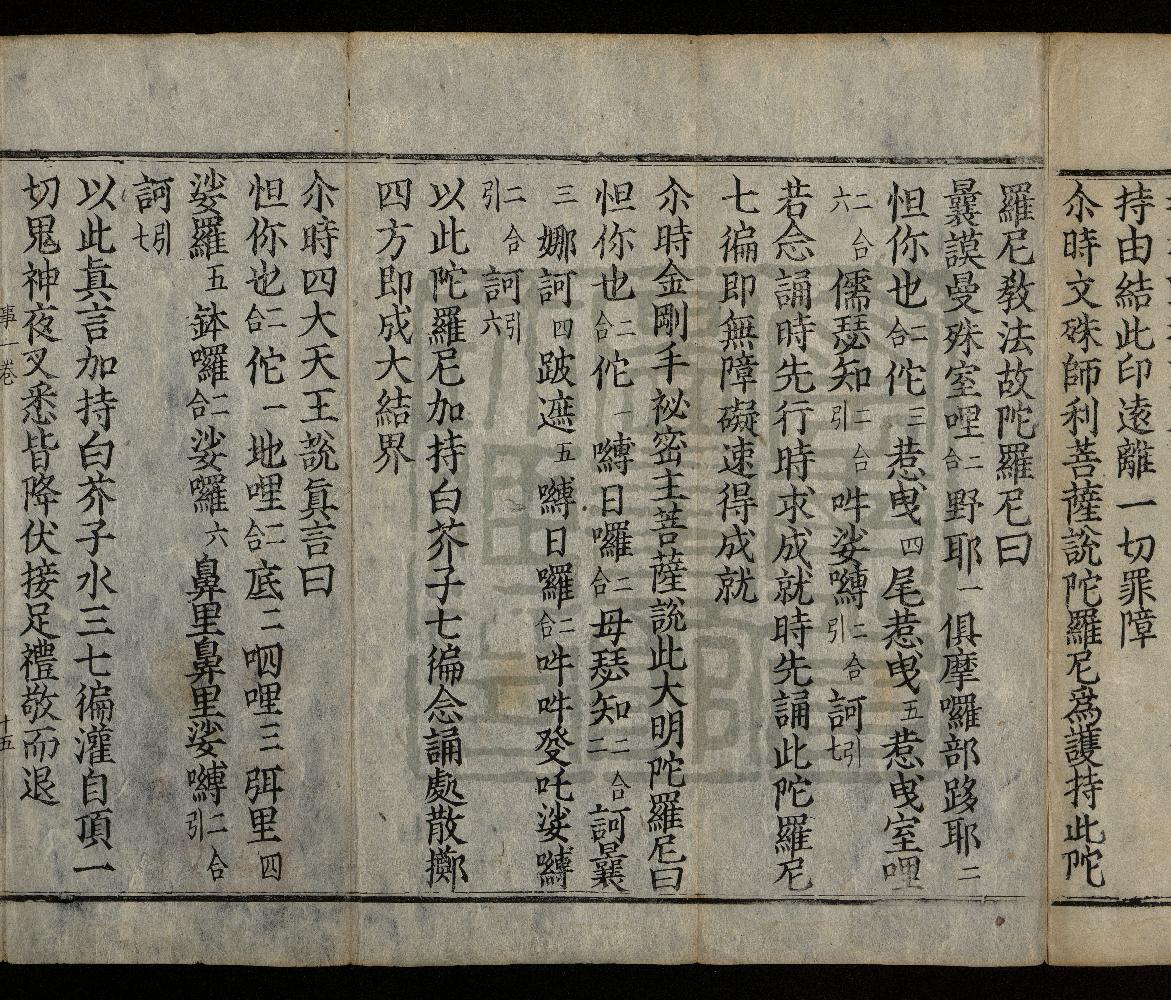 持由結此印遠離一切罪障
尒時文殊師利菩薩說陀羅尼爲護持此陀
羅尼敎法故陀羅尼曰
曩謨曼殊室哩二合野耶一俱摩囉部跢耶二
怛你也二合佗三惹曳四尾惹曳五惹曳室哩
二合六儒瑟知二合引吽娑嚩二合引訶引七
若念誦時先行時求成就時先誦此陀羅尼
七徧即無障礙速得成就
尒時金剛手祕密主菩薩說此大明陀羅尼曰
怛你也二合佗一嚩日囉二合母瑟知二合二訶曩
三娜訶四跛遮五嚩日囉二合吽吽癹吒娑嚩
二合引訶引六
以此陀羅尼加持白芥子七徧念誦處散擲
四方即成大結界
尒時四大天王說眞言曰
怛你也二合佗一地哩二合底二呬哩三弭里四
娑羅五鉢囉二合娑囉六鼻里鼻里娑嚩二合引
訶引七
以此眞言加持白芥子水三七徧灌自頂一
切鬼神夜叉悉皆降伏接足禮敬而退
事一卷
十五